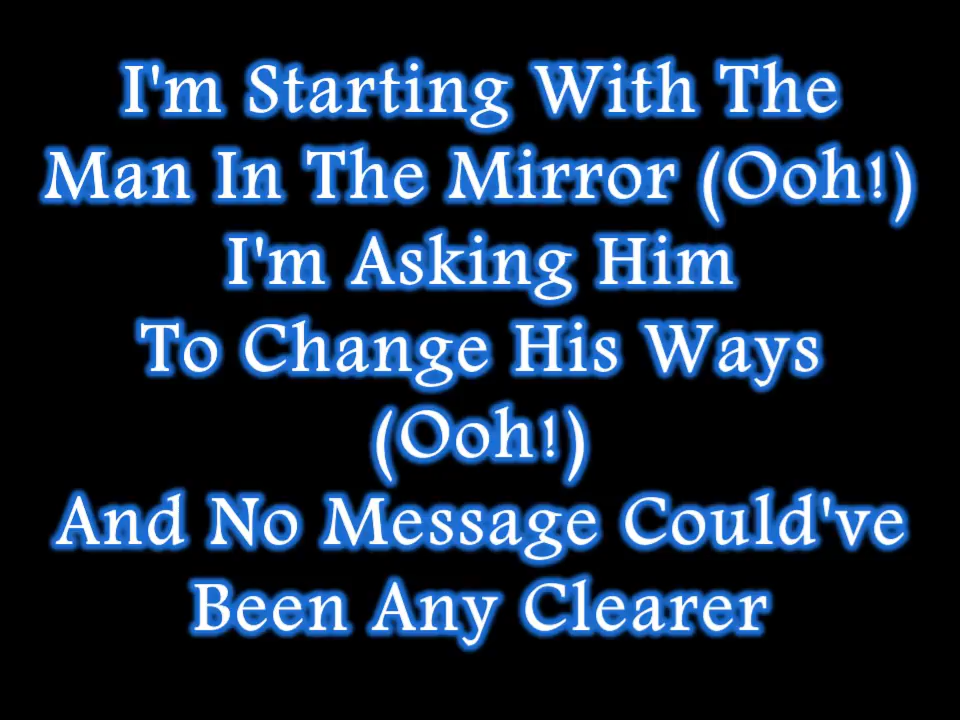 I'm Starting With The
Man In The Mirror (Ooh!)
I'm Asking Him
To Change His Ways
(Ooh!)
And No Message Could've
Been Any Clearer